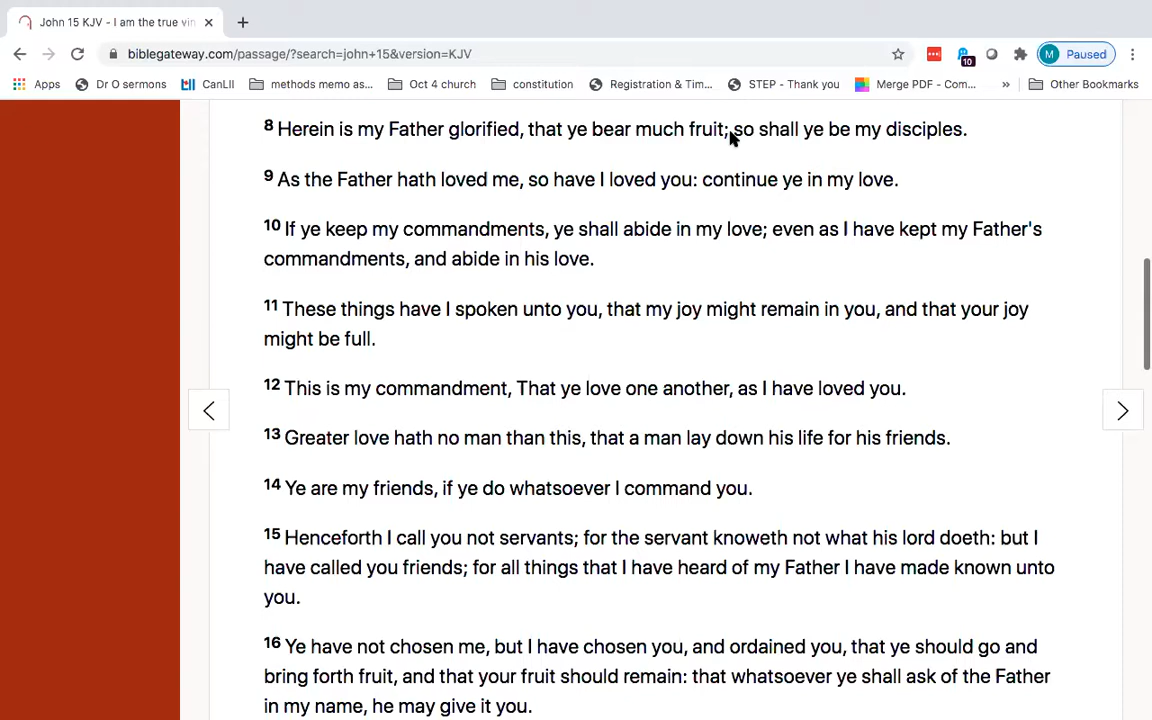 John 15 KJV - I am the true vin
biblegateway.com/passage/?search=john+15&version=KJV
10
M
Paused
Apps
Dr O sermons
CanLII
methods memo as...
Oct 4 church
constitution
Registration & Tim...
STEP - Thank you
Merge PDF - Com...
»
Other Bookmarks
8 Herein is my Father glorified, that ye bear much fruit; so shall ye be my disciples.
9 As the Father hath loved me, so have I loved you: continue ye in my love.
10 If ye keep my commandments, ye shall abide in my love; even as I have kept my Father's
commandments, and abide in his love.
11 These things have I spoken unto you, that my joy might remain in you, and that your joy
might be full.
12 This is my commandment, That ye love one another, as I have loved you.
13 Greater love hath no man than this, that a man lay down his life for his friends.
14 Ye are my friends, if ye do whatsoever I command you.
15 Henceforth I call you not servants; for the servant knoweth not what his lord doeth: but I
have called you friends; for all things that I have heard of my Father I have made known unto
you.
16 Ye have not chosen me, but I have chosen you, and ordained you, that ye should go and
bring forth fruit, and that your fruit should remain: that whatsoever ye shall ask of the Father
in my name, he may give it you.